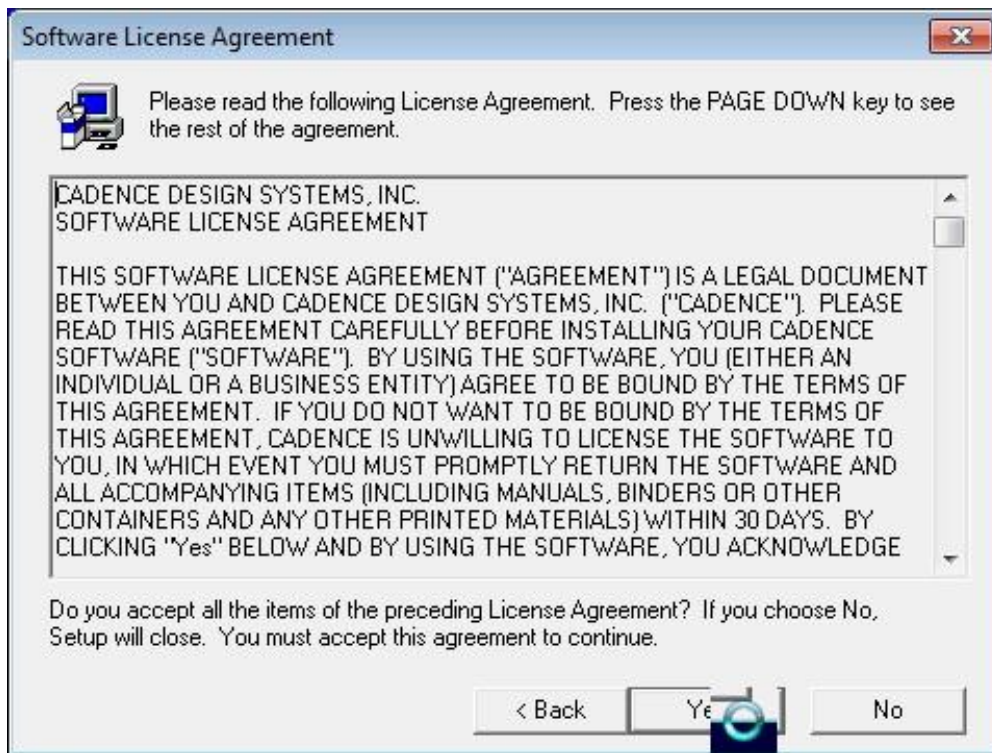 Software License Agreement
Please read the following License Agreement. Press the PAGE DOWN key to see
the rest of the agreement.
CADENCE DESIGN SYSTEMS, INC.
SOFTWARE LICENSE AGREEMENT
THIS SOFTWARE LICENSE AGREEMENT ("AGREEMENT") IS A LEGAL DOCUMENT
BETWEEN YOU AND CADENCE DESIGN SYSTEMS, INC. ("CADENCE"). PLEASE
READ THIS AGREEMENT CAREFULLY BEFORE INSTALLING YOUR CADENCE
SOFTWARE ("SOFTWARE"). BY USING THE SOFTWARE, YOU (EITHER AN
INDIVIDUAL OR A BUSINESS ENTITY) AGREE TO BE BOUND BY THE TERMS OF
THIS AGREEMENT. IF YOU DO NOT WANT TO BE BOUND BY THE TERMS OF
THIS AGREEMENT, CADENCE IS UNWILLING TO LICENSE THE SOFTWARE TO
YOU, IN WHICH EVENT YOU MUST PROMPTLY RETURN THE SOFTWARE AND
ALL ACCOMPANYING ITEMS (INCLUDING MANUALS, BINDERS OR OTHER
CONTAINERS AND ANY OTHER PRINTED MATERIALS) WITHIN 30 DAYS. BY
CLICKING "Yes" BELOW AND BY USING THE SOFTWARE, YOU ACKNOWLEDGE
Do you accept all the items of the preceding License Agreement? If you choose No,
Setup will close. You must accept this agreement to continue.
< Back
No